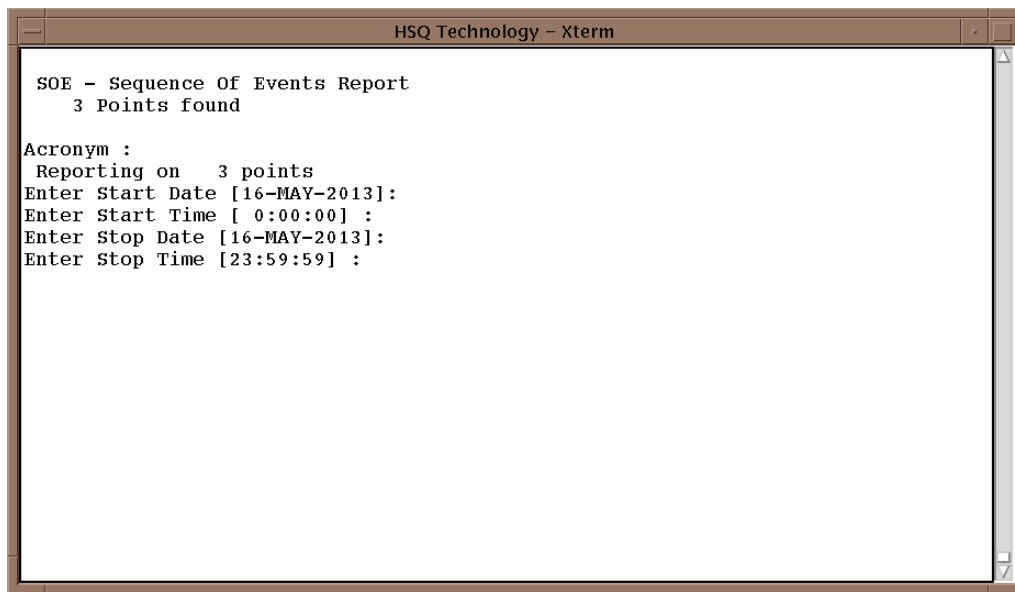 HSQ Technology – Xterm
SOE – Sequence Of Events Report
3 Points found
Acronym :
Reporting on   3 points
Enter Start Date [16–MAY–2013]:
Enter Start Time [ 0:00:00] :
Enter Stop Date [16–MAY–2013]:
Enter Stop Time [23:59:59] :